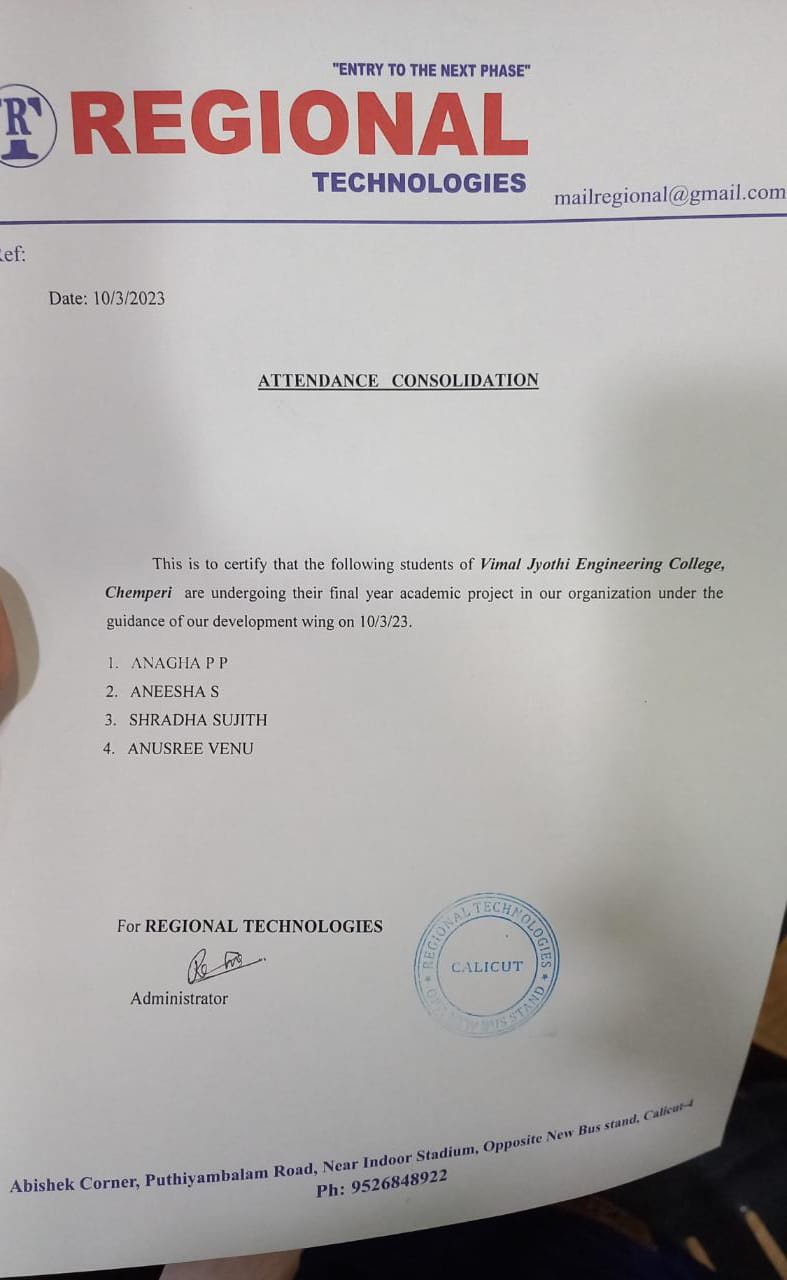 "ENTRY TO THE NEXT PHASE"
RT
REGIONAL
TECHNOLOGIES
mailregional@gmail.com
ef:
Date: 10/3/2023
ATTENDANCE CONSOLIDATION
This is to certify that the following students of Vimal Jyothi Engineering College,
Chemperi are undergoing their final year academic project in our organization under the
guidance of our development wing on 10/3/23.
1. ANAGHA P P
2. ANEESHA S
3. SHRADHA SUJITH
4. ANUSREE VENU
For REGIONAL TECHNOLOGIES
Administrator
REGIONAL TECHNOLOGIES
CALICUT
OPP. NEW BUS STAND
Abishek Corner, Puthiyambalam Road, Near Indoor Stadium, Opposite New Bus stand, Calicut-4
Ph: 9526848922